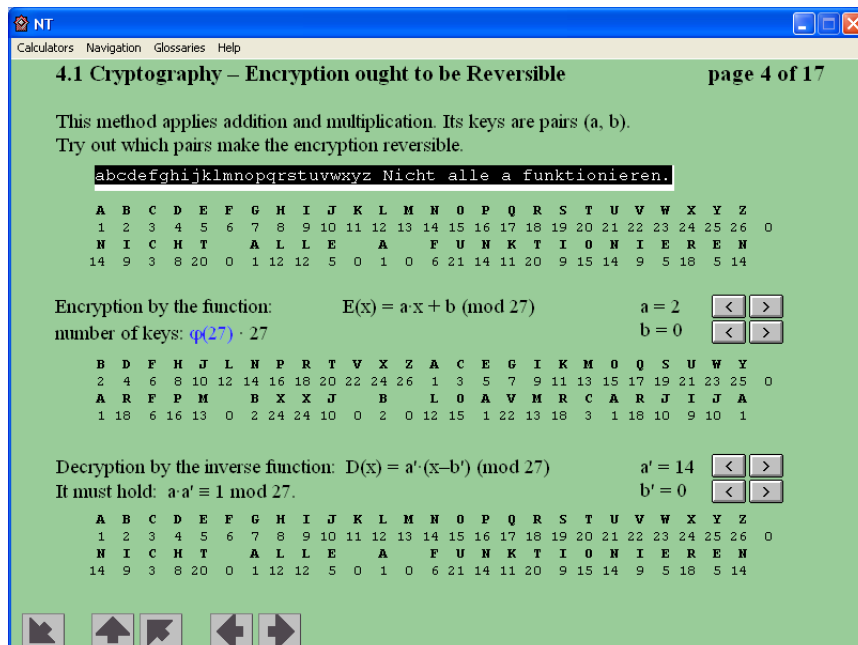 NT
Calculators Navigation Glossaries Help
4.1 Cryptography – Encryption ought to be Reversible page 4 of 17
This method applies addition and multiplication. Its keys are pairs (a, b).
Try out which pairs make the encryption reversible.
abcdefghijklmnopqrstuvwxyz Nicht alle a funktionieren.
A B C D E F G H I J K L M N O P Q R S T U V W X Y Z
1 2 3 4 5 6 7 8 9 10 11 12 13 14 15 16 17 18 19 20 21 22 23 24 25 26 0
N I C H T A L L E A F U N K T I O N I E R E N
14 9 3 8 20 0 1 12 12 5 0 1 0 6 21 14 11 20 9 15 14 9 5 18 5 14
Encryption by the function: E(x) = a·x + b (mod 27) a = 2 < >
number of keys: φ(27) · 27 b = 0 < >
B D F H J L N P R T V X Z A C E G I K M O Q S U W Y
2 4 6 8 10 12 14 16 18 20 22 24 26 1 3 5 7 9 11 13 15 17 19 21 23 25 0
A R F P M B X X J B L O A V M R C A R J I J A
1 18 6 16 13 0 2 24 24 10 0 2 0 12 15 1 22 13 18 3 1 18 10 9 10 1
Decryption by the inverse function: D(x) = a'·(x–b') (mod 27) a' = 14 < >
It must hold: a·a' ≡ 1 mod 27. b' = 0 < >
A B C D E F G H I J K L M N O P Q R S T U V W X Y Z
1 2 3 4 5 6 7 8 9 10 11 12 13 14 15 16 17 18 19 20 21 22 23 24 25 26 0
N I C H T A L L E A F U N K T I O N I E R E N
14 9 3 8 20 0 1 12 12 5 0 1 0 6 21 14 11 20 9 15 14 9 5 18 5 14